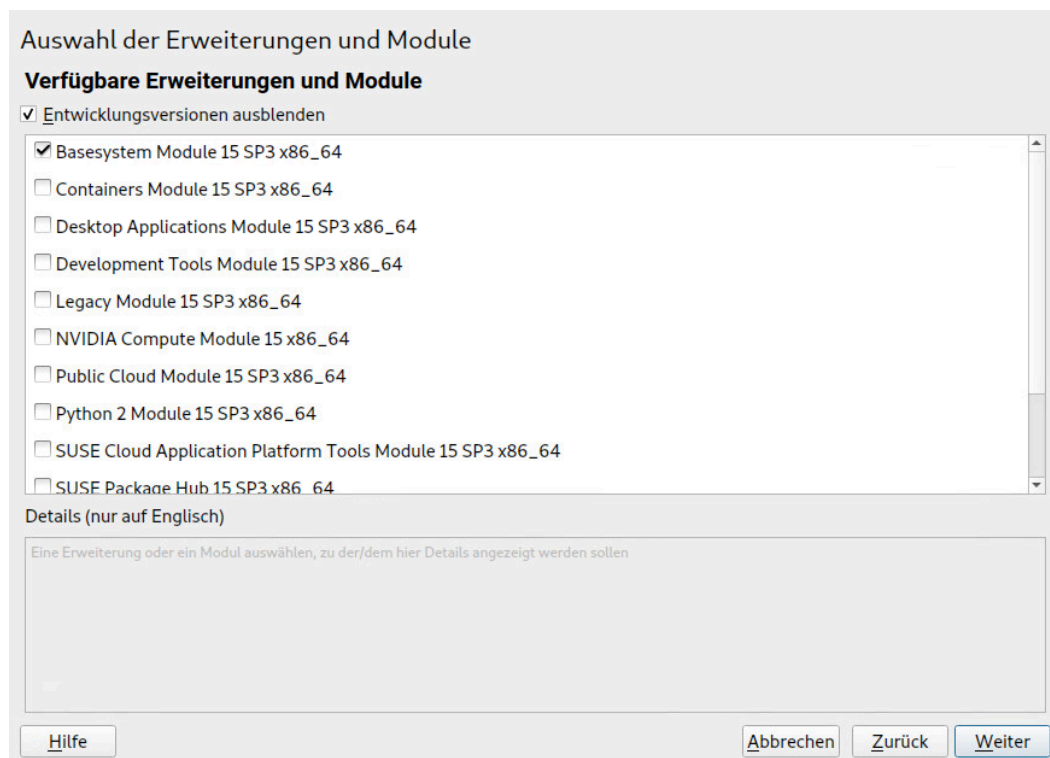 Auswahl der Erweiterungen und Module
Verfügbare Erweiterungen und Module
Entwicklungsversionen ausblenden
Basesystem Module 15 SP3 x86_64
Containers Module 15 SP3 x86_64
Desktop Applications Module 15 SP3 x86_64
Development Tools Module 15 SP3 x86_64
Legacy Module 15 SP3 x86_64
NVIDIA Compute Module 15 x86_64
Public Cloud Module 15 SP3 x86_64
Python 2 Module 15 SP3 x86_64
SUSE Cloud Application Platform Tools Module 15 SP3 x86_64
SUSE Package Hub 15 SP3 x86_64
Details (nur auf Englisch)
Eine Erweiterung oder ein Modul auswählen, zu der/dem hier Details angezeigt werden sollen
Hilfe Abbrechen Zurück Weiter